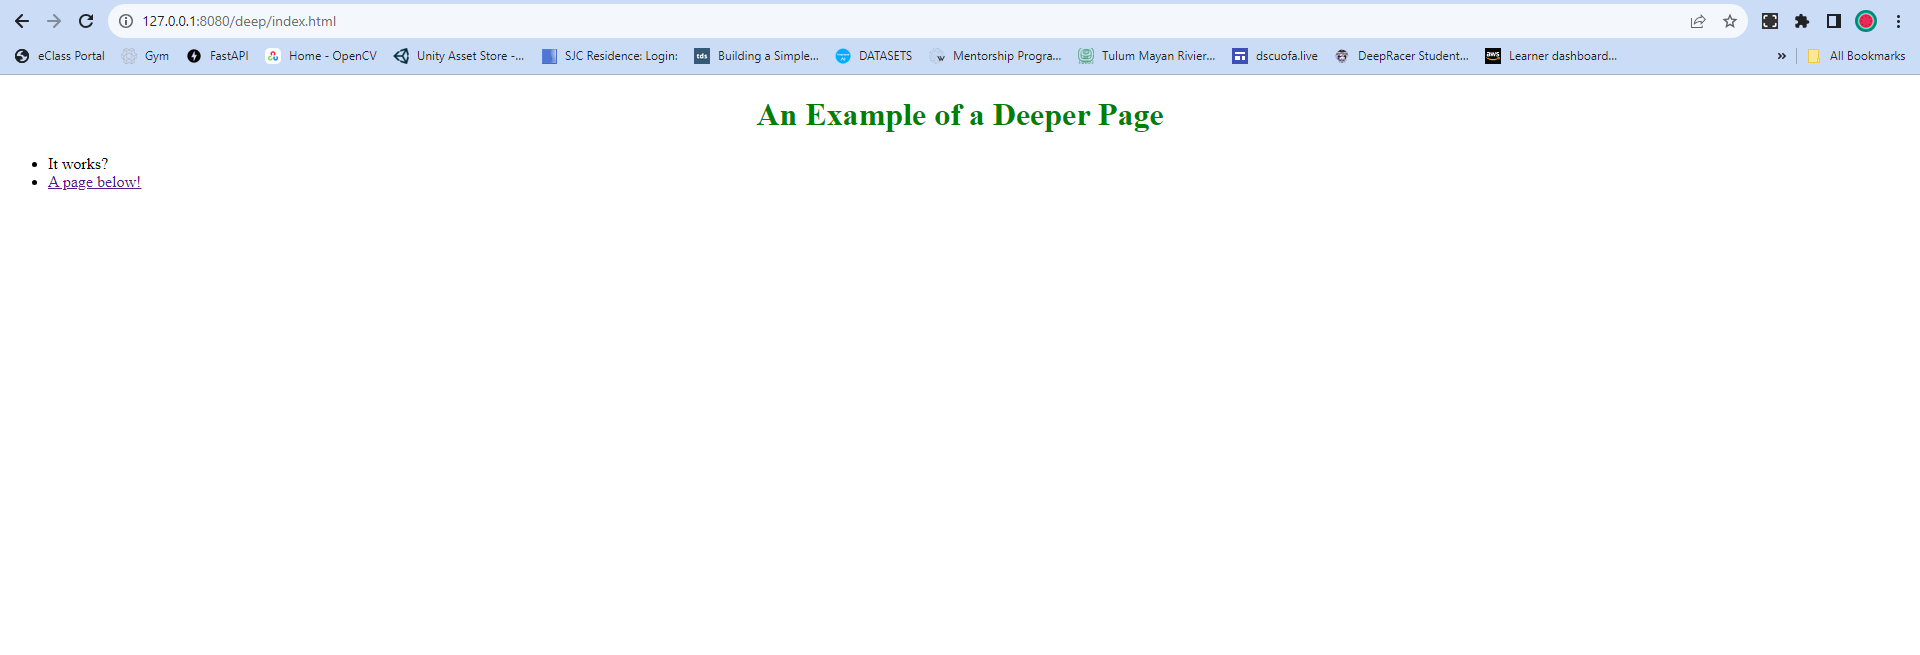 127.0.0.1:8080/deep/index.html
eClass Portal Gym FastAPI Home - OpenCV Unity Asset Store -... SJC Residence: Login: tds Building a Simple... DATASETS W Mentorship Progra... Tulum Mayan Rivier... dscuofa.live DeepRacer Student... aws Learner dashboard... » All Bookmarks
An Example of a Deeper Page
• It works?
• A page below!